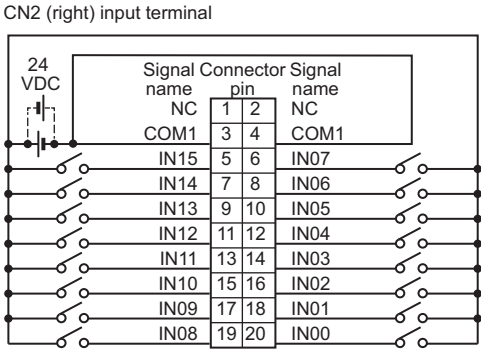 CN2 (right) input terminal
24
VDC
Signal Connector Signal
name pin name
NC 1 2 NC
COM1 3 4 COM1
IN15 5 6 IN07
IN14 7 8 IN06
IN13 9 10 IN05
IN12 11 12 IN04
IN11 13 14 IN03
IN10 15 16 IN02
IN09 17 18 IN01
IN08 19 20 IN00